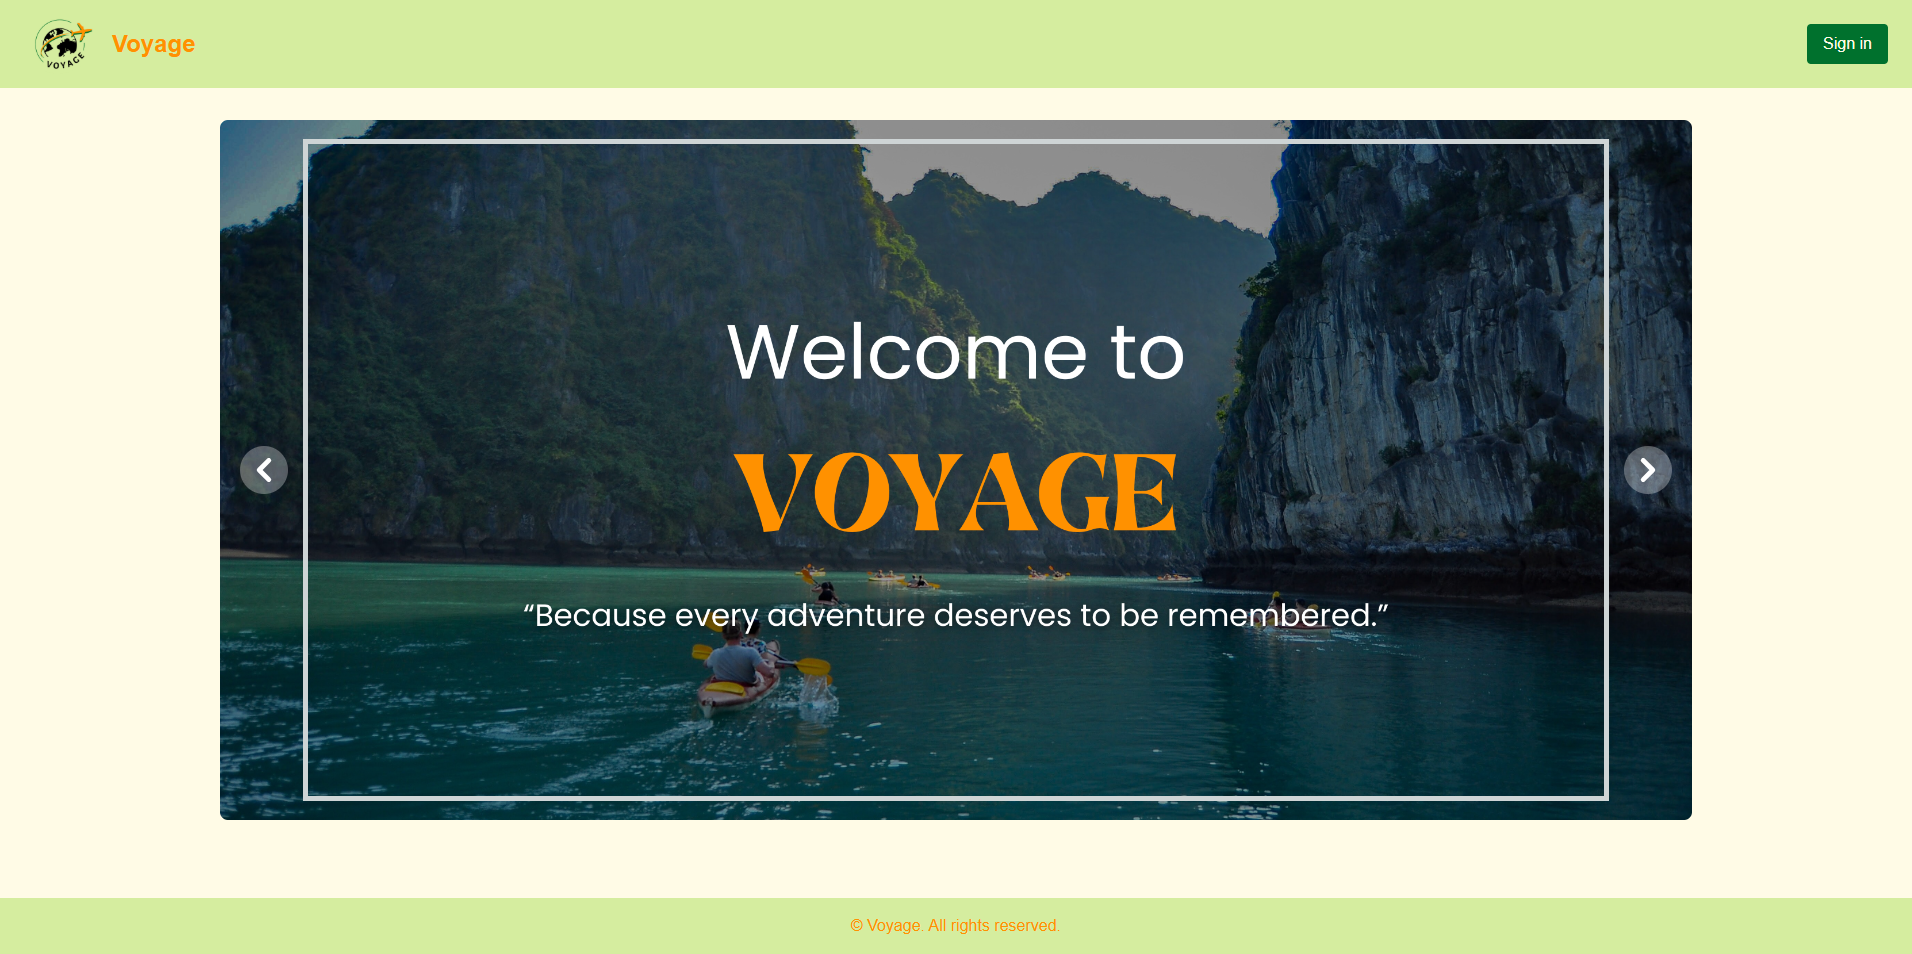 VOYAGE
Voyage
Sign in
Welcome to
VOYAGE
“Because every adventure deserves to be remembered.”
© Voyage. All rights reserved.